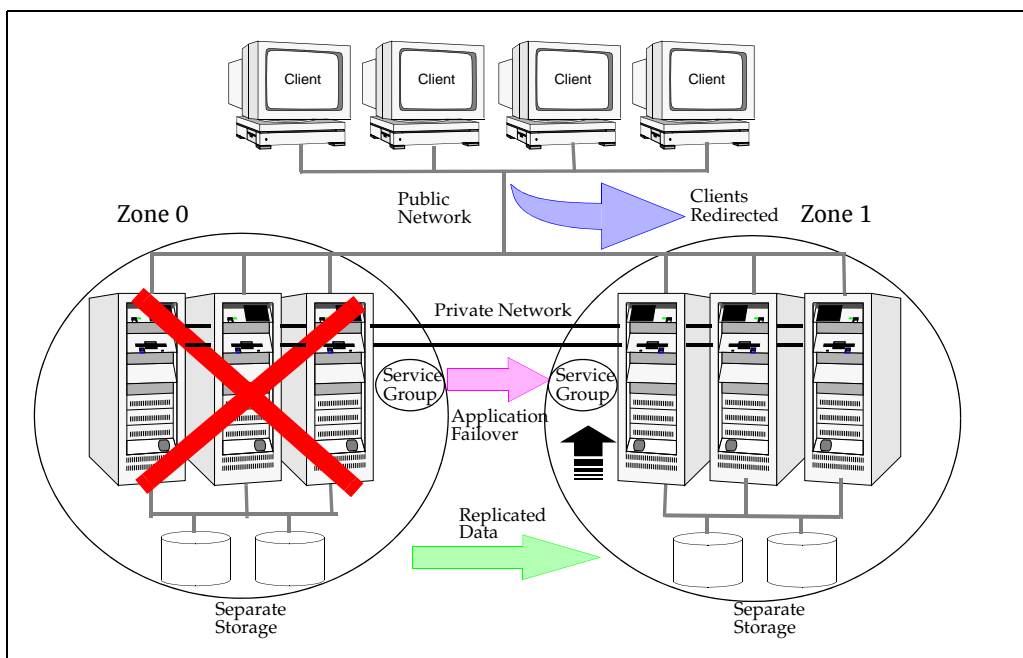 Client
Client
Client
Client
Public
Network
Clients
Redirected
Zone 0
Zone 1
Private Network
Service
Group
Service
Group
Application
Failover
Replicated
Data
Separate
Storage
Separate
Storage